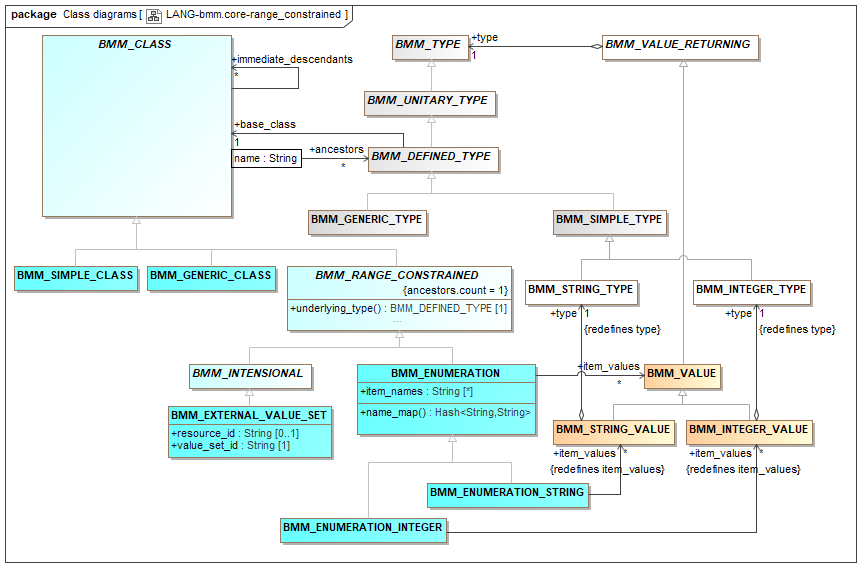 package Class diagrams [ LANG-bmm.core-range_constrained ]
BMM_CLASS
BMM_TYPE
+type
1
BMM_VALUE_RETURNING
+immediate_descendants
*
BMM_UNITARY_TYPE
+base_class
1
name : String
+ancestors
*
BMM_DEFINED_TYPE
BMM_GENERIC_TYPE
BMM_SIMPLE_TYPE
BMM_SIMPLE_CLASS
BMM_GENERIC_CLASS
BMM_RANGE_CONSTRAINED
{ancestors.count = 1}
+underlying_type() : BMM_DEFINED_TYPE [1]
...
BMM_STRING_TYPE
BMM_INTEGER_TYPE
+type 1
{redefines type}
+type 1
{redefines type}
BMM_INTENSIONAL
BMM_ENUMERATION
+item_names : String [*]
+name_map() : Hash<String,String>
+item_values
*
BMM_VALUE
BMM_EXTERNAL_VALUE_SET
+resource_id : String [0..1]
+value_set_id : String [1]
BMM_STRING_VALUE
BMM_INTEGER_VALUE
+item_values *
{redefines item_values}
+item_values *
{redefines item_values}
BMM_ENUMERATION_STRING
BMM_ENUMERATION_INTEGER